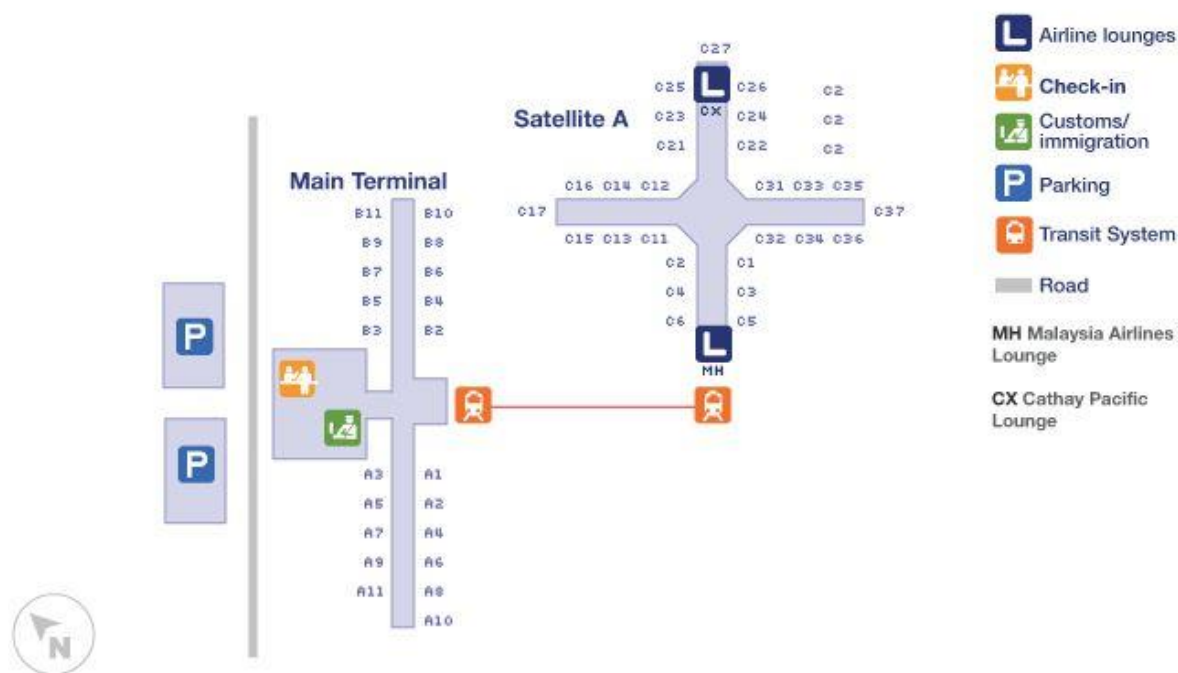 C27
C25 CX C26 C2
Satellite A C23 C24 C2
C21 C22 C2
Main Terminal
C16 C14 C12 C31 C33 C35
C17 C37
C15 C13 C11 C32 C34 C36
C2 C1
C4 C3
C6 C5
MH
B11 B10
B9 B8
B7 B6
B5 B4
B3 B2
P
P
A3 A1
A5 A2
A7 A4
A9 A6
A11 A8
A10
N
L
L
L Airline lounges
Check-in
Customs/
immigration
P Parking
Transit System
Road
MH Malaysia Airlines
Lounge
CX Cathay Pacific
Lounge